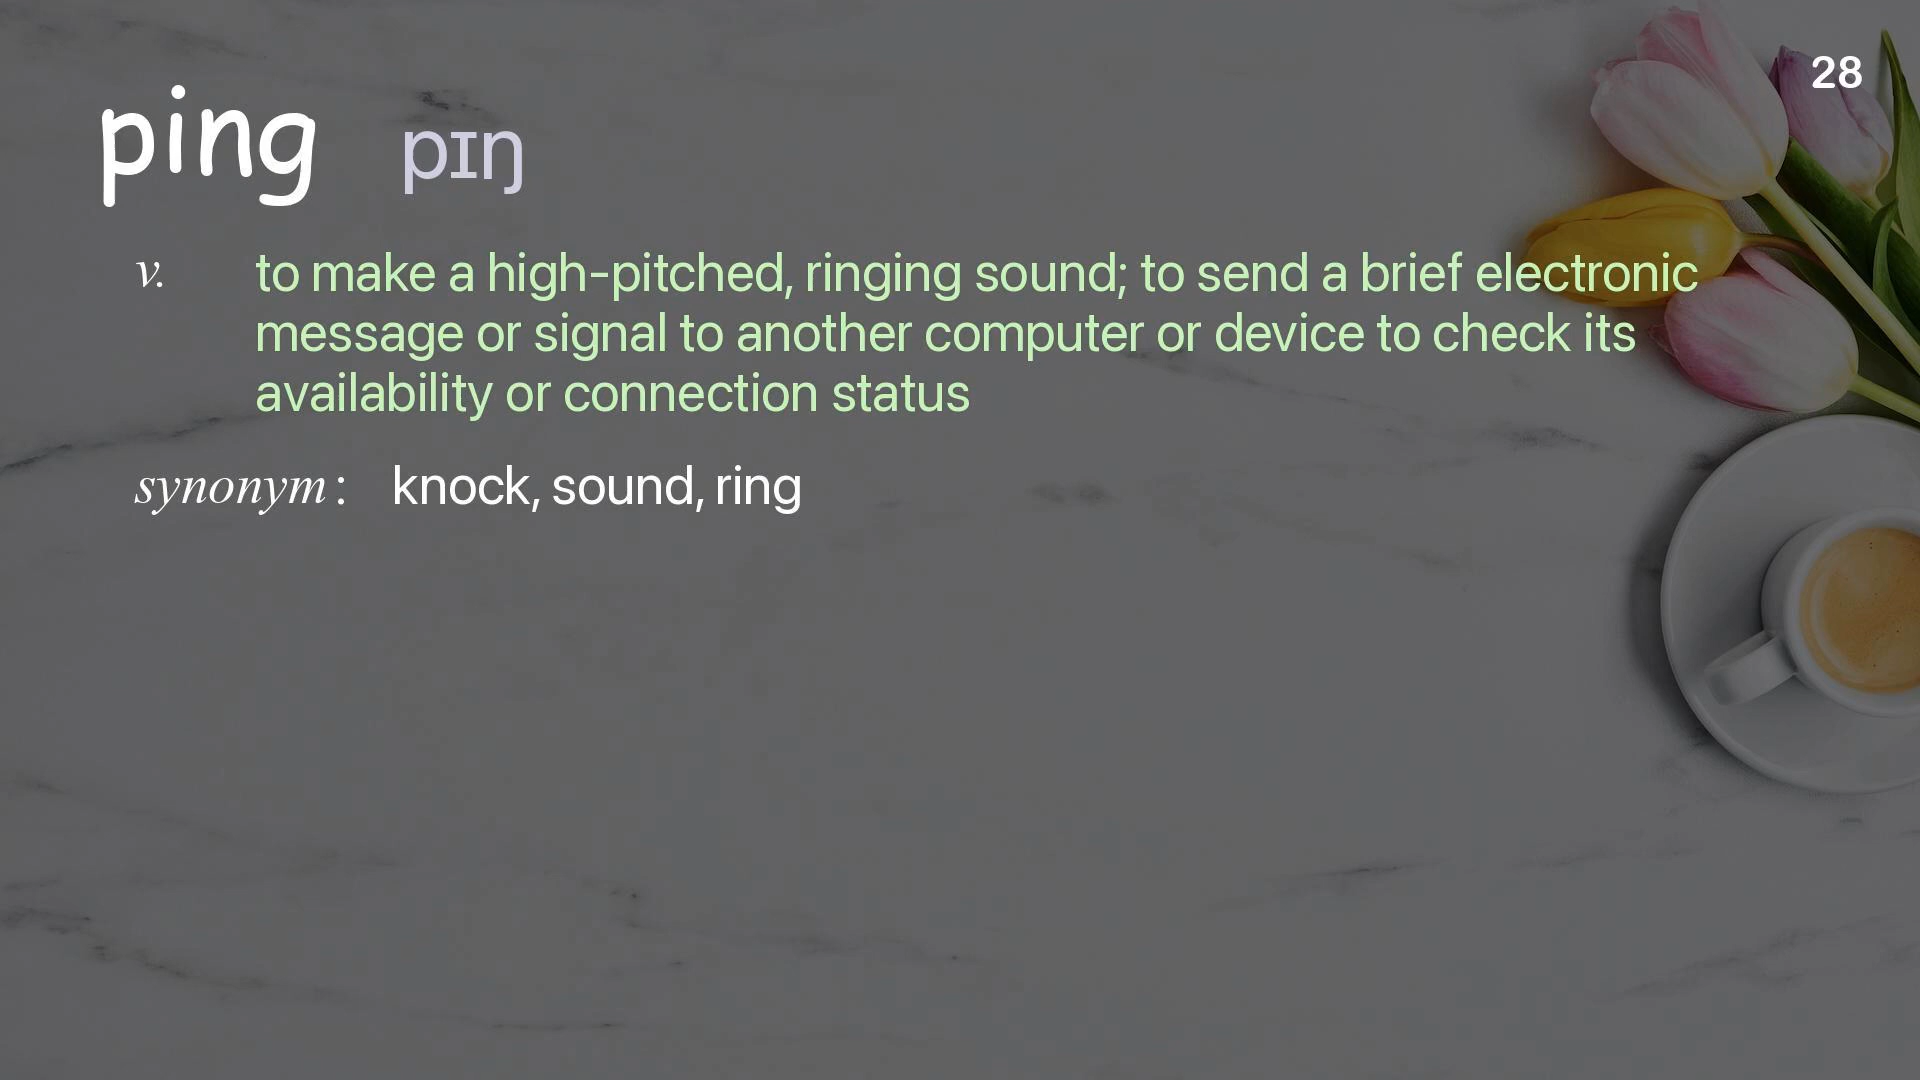 28
ping pɪŋ
v. to make a high-pitched, ringing sound; to send a brief electronic
message or signal to another computer or device to check its
availability or connection status
synonym: knock, sound, ring